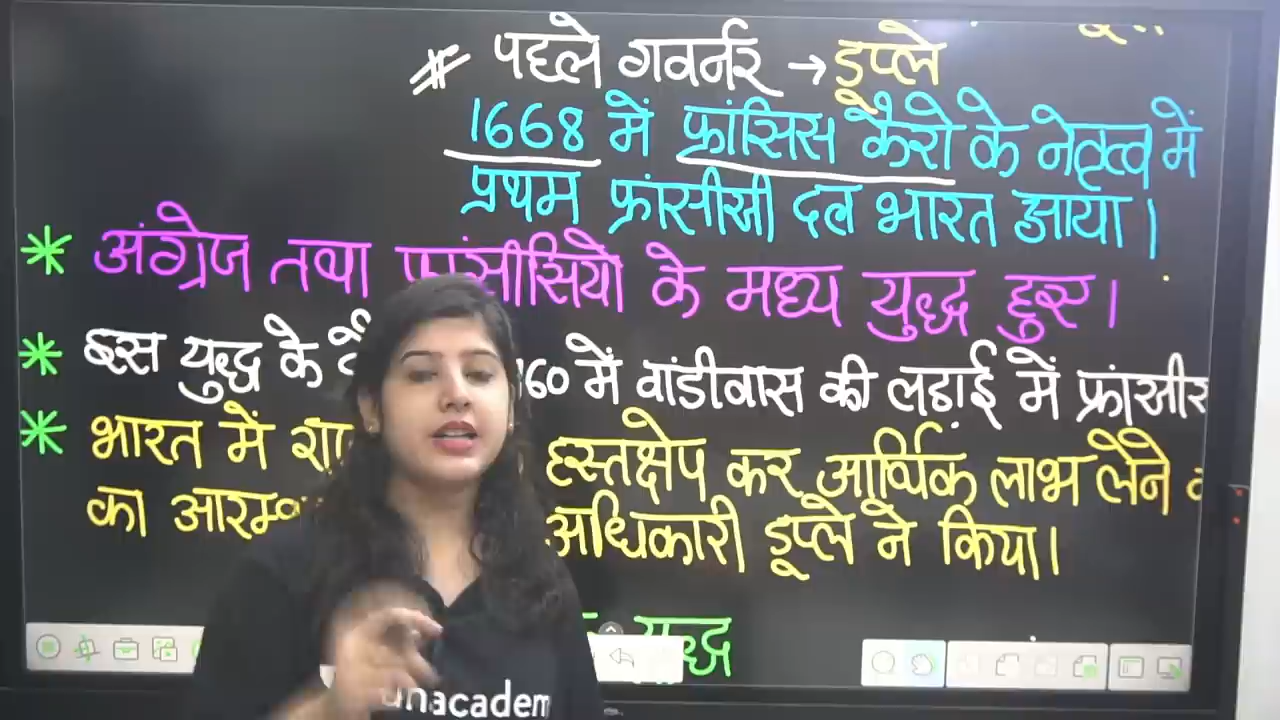 पहले गवर्नर → डूप्ले
1668 में फ्रांसिस कैरो के नेतृत्व में
प्रथम फ्रांसीसी दल भारत आया।
* अंग्रेज तथा फ्रांसीसियों के मध्य युद्ध हुए।
* इस युद्ध के 60 में वांडीवास की लड़ाई में
* भारत में हस्तक्षेप कर आर्थिक लाभ लेने
का अधिकारी डूप्ले ने किया।
युद्ध
unacadem